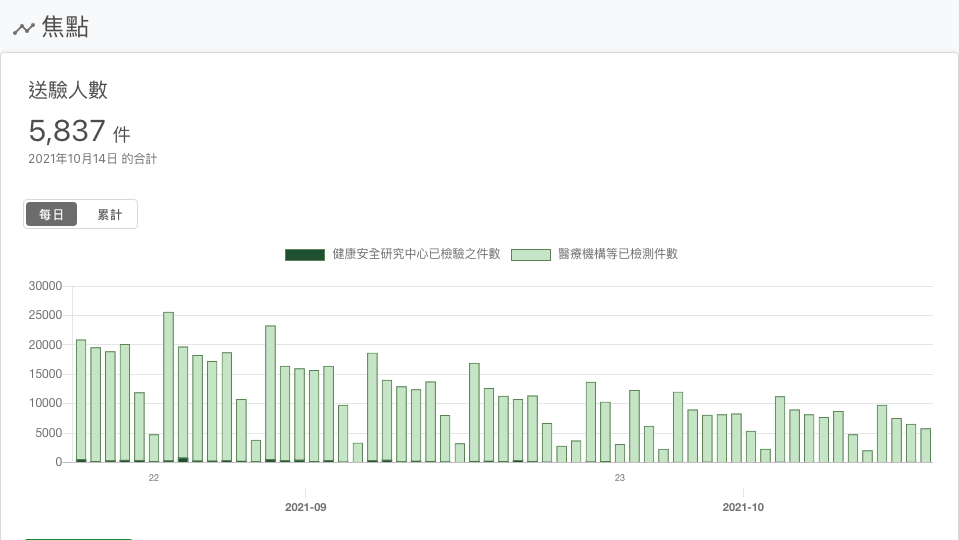 焦點
送驗人數
5,837 件
2021年10月14日 的合計
每日 累計
健康安全研究中心已檢驗之件數 醫療機構等已檢測件數
30000
25000
20000
15000
10000
5000
0
22 23
2021-09 2021-10